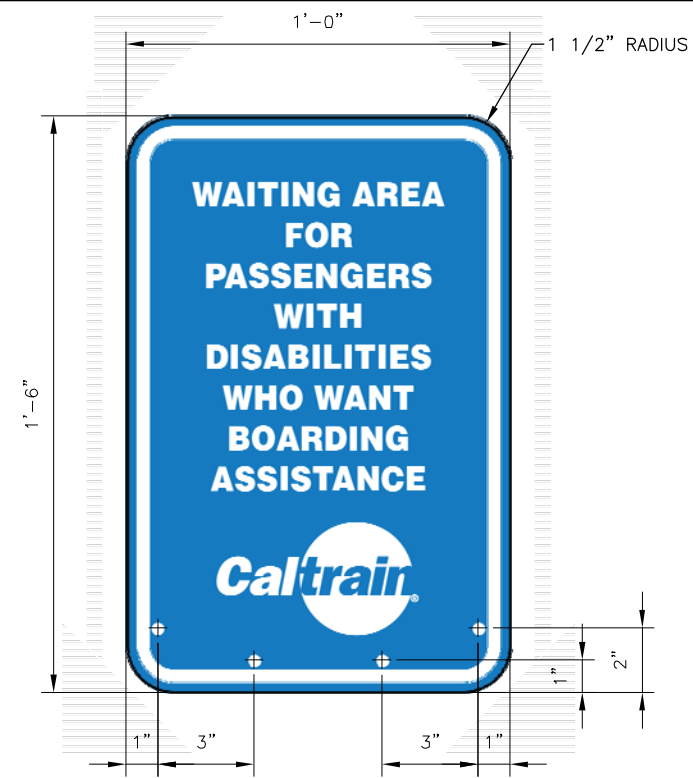 1'-0"
1 1/2" RADIUS
WAITING AREA
FOR
PASSENGERS
WITH
DISABILITIES
WHO WANT
BOARDING
ASSISTANCE
1'-6"
Caltrain®
2"
1"
1" 3" 3" 1"